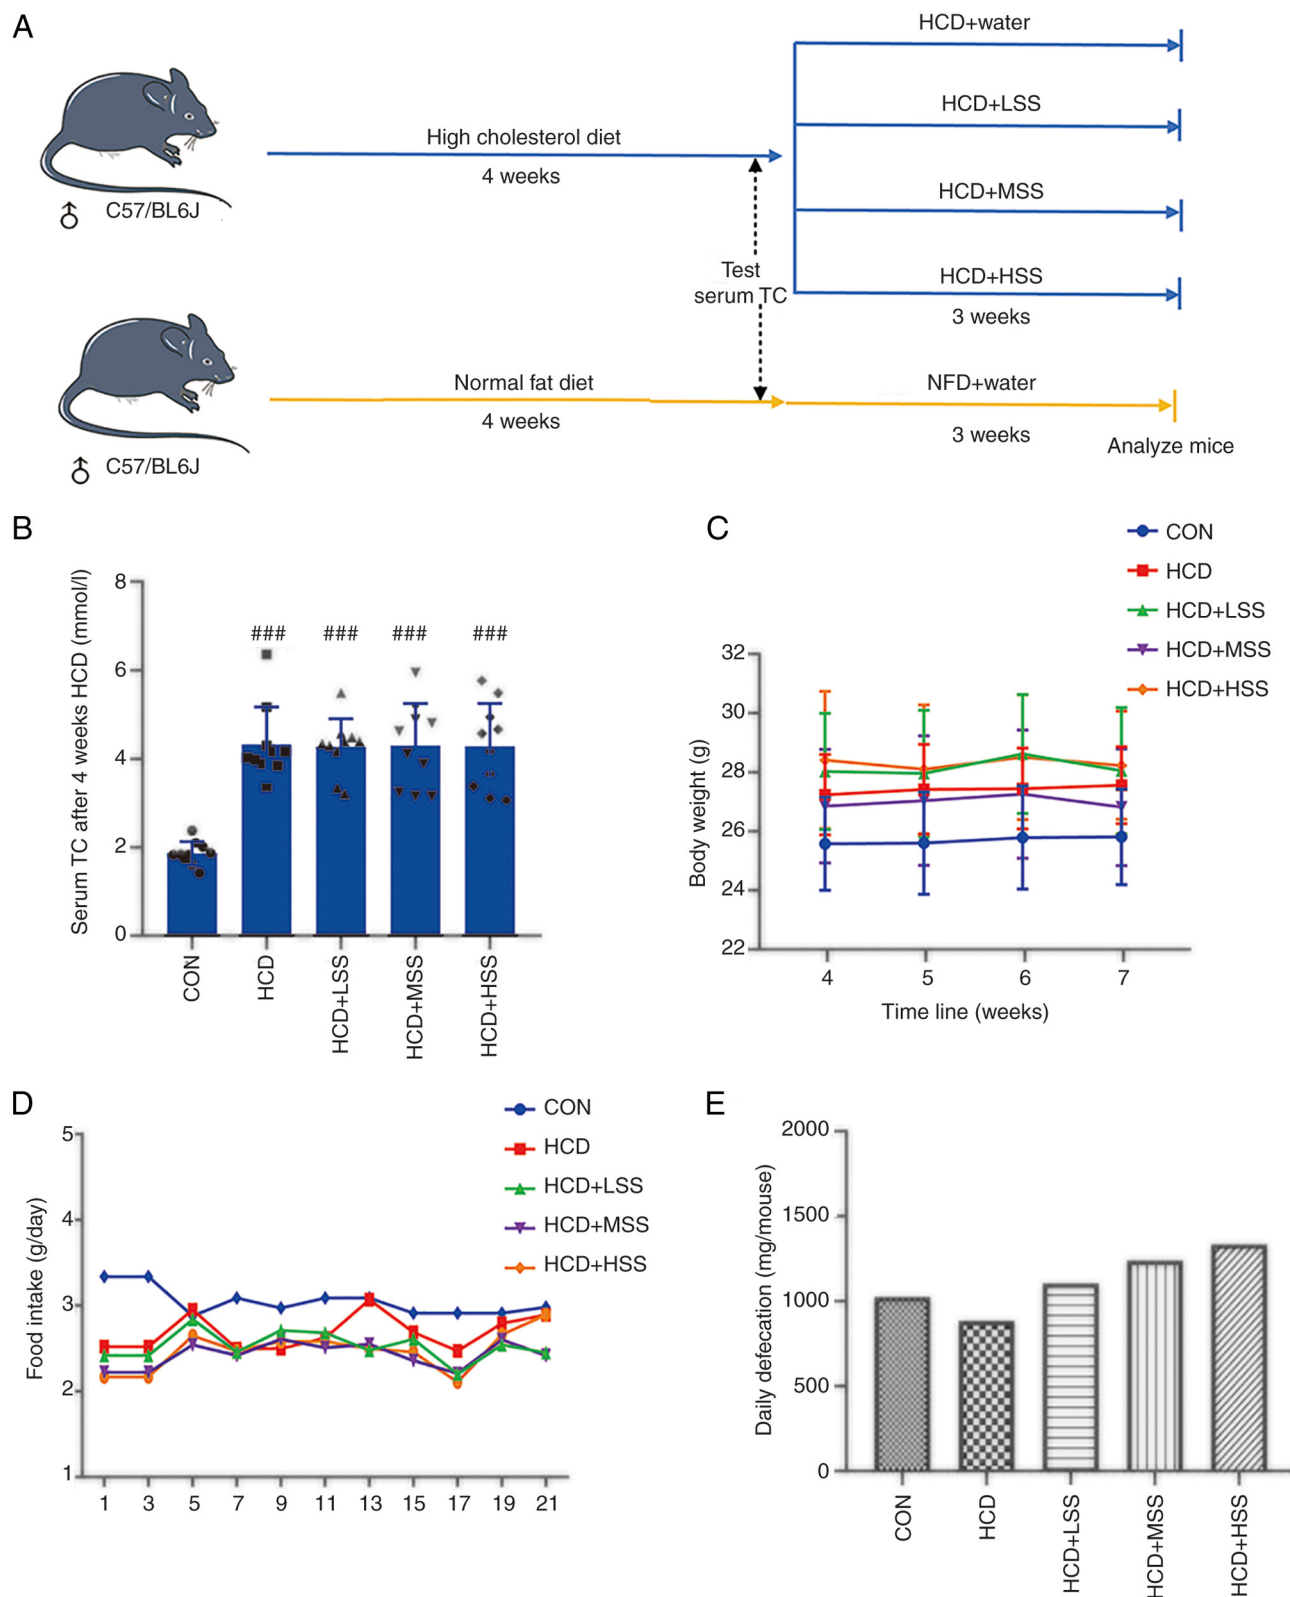 A
HCD+water
HCD+LSS
High cholesterol diet
4 weeks
HCD+MSS
♂ C57/BL6J
Test
serum TC
HCD+HSS
3 weeks
Normal fat diet
NFD+water
4 weeks
3 weeks
Analyze mice
♂ C57/BL6J
B
Serum TC after 4 weeks HCD (mmol/l)
8
6
4
2
0
### ### ### ###
CON
HCD
HCD+LSS
HCD+MSS
HCD+HSS
C
CON
HCD
HCD+LSS
HCD+MSS
HCD+HSS
Body weight (g)
32
30
28
26
24
22
4 5 6 7
Time line (weeks)
D
CON
HCD
HCD+LSS
HCD+MSS
HCD+HSS
Food intake (g/day)
5
4
3
2
1
1 3 5 7 9 11 13 15 17 19 21
E
Daily defecation (mg/mouse)
2000
1500
1000
500
0
CON
HCD
HCD+LSS
HCD+MSS
HCD+HSS